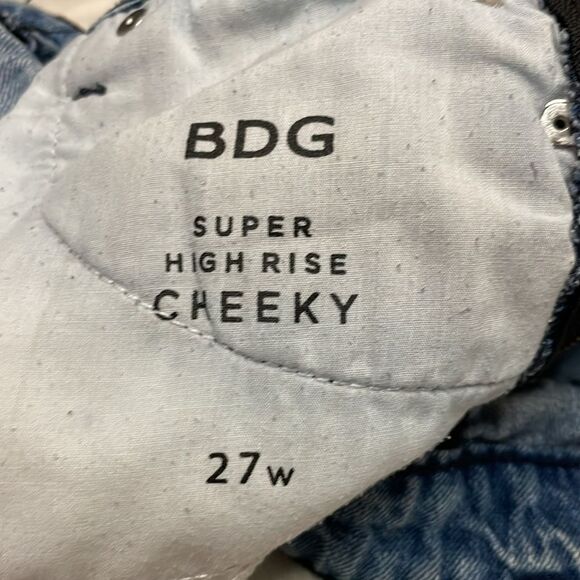 BDG
SUPER
HIGH RISE
CHEEKY
27W